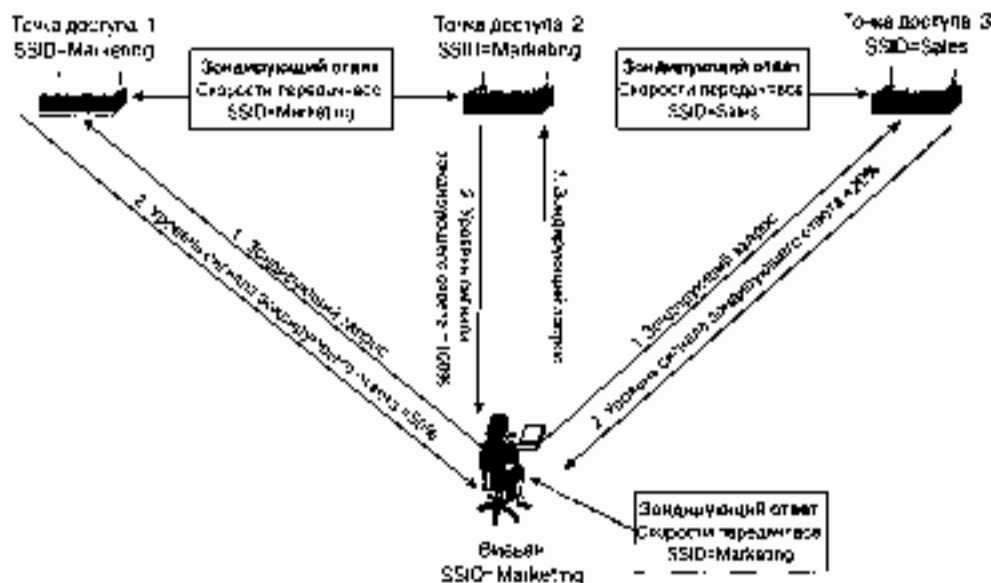 Точка доступа 1
SSID=Marketing
Точка доступа 2
SSID=Marketing
Точка доступа 3
SSID=Sales
Зондирующий ответ
Скорости передачи=все
SSID=Marketing
Зондирующий ответ
Скорости передачи=все
SSID=Sales
1. Зондирующий запрос
2. Уровень сигнала зондирующего ответа =50%
2. Уровень сигнала
зондирующего ответа =100%
1. Зондирующий запрос
1. Зондирующий запрос
2. Уровень сигнала зондирующего ответа =20%
Зондирующий ответ
Скорости передачи=все
SSID=Marketing
SSID=Marketing